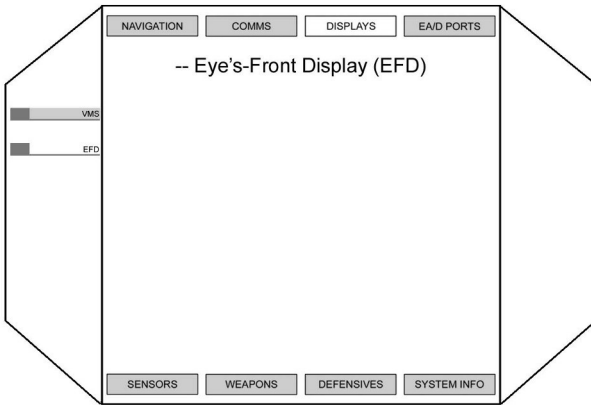 NAVIGATION COMMS DISPLAYS EA/D PORTS
-- Eye's-Front Display (EFD)
VMS
EFD
SENSORS WEAPONS DEFENSIVES SYSTEM INFO